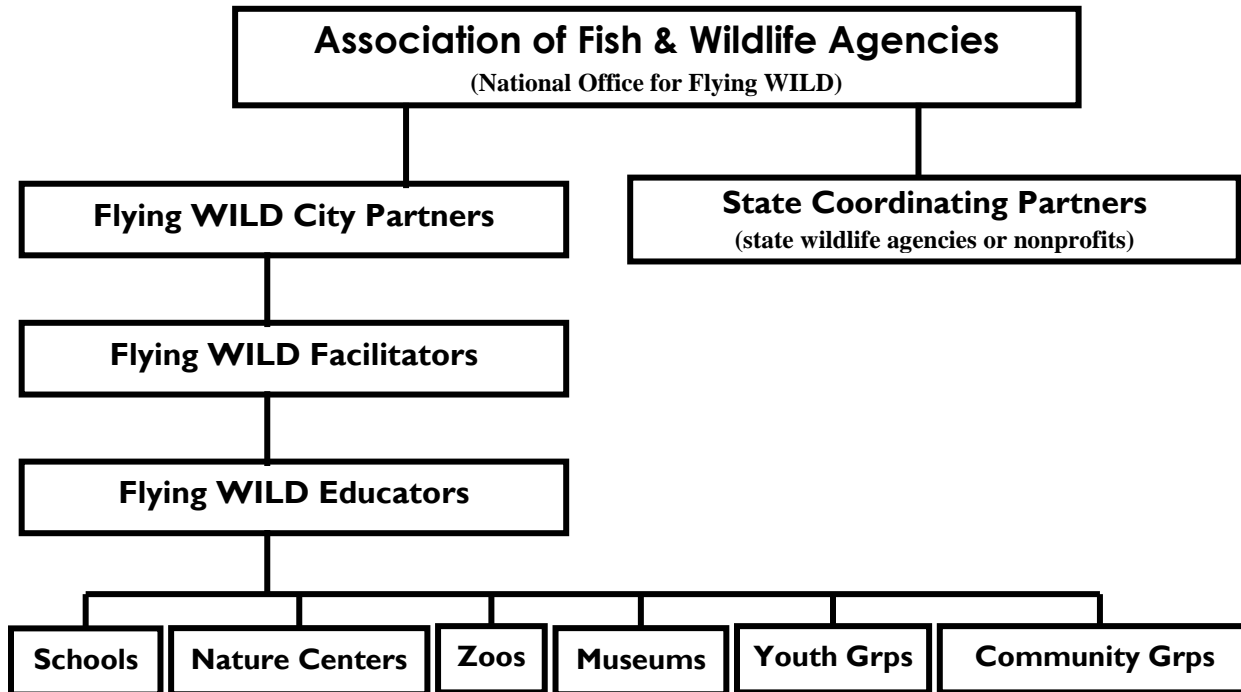 Association of Fish & Wildlife Agencies
(National Office for Flying WILD)
Flying WILD City Partners
State Coordinating Partners
(state wildlife agencies or nonprofits)
Flying WILD Facilitators
Flying WILD Educators
Schools
Nature Centers
Zoos
Museums
Youth Grps
Community Grps